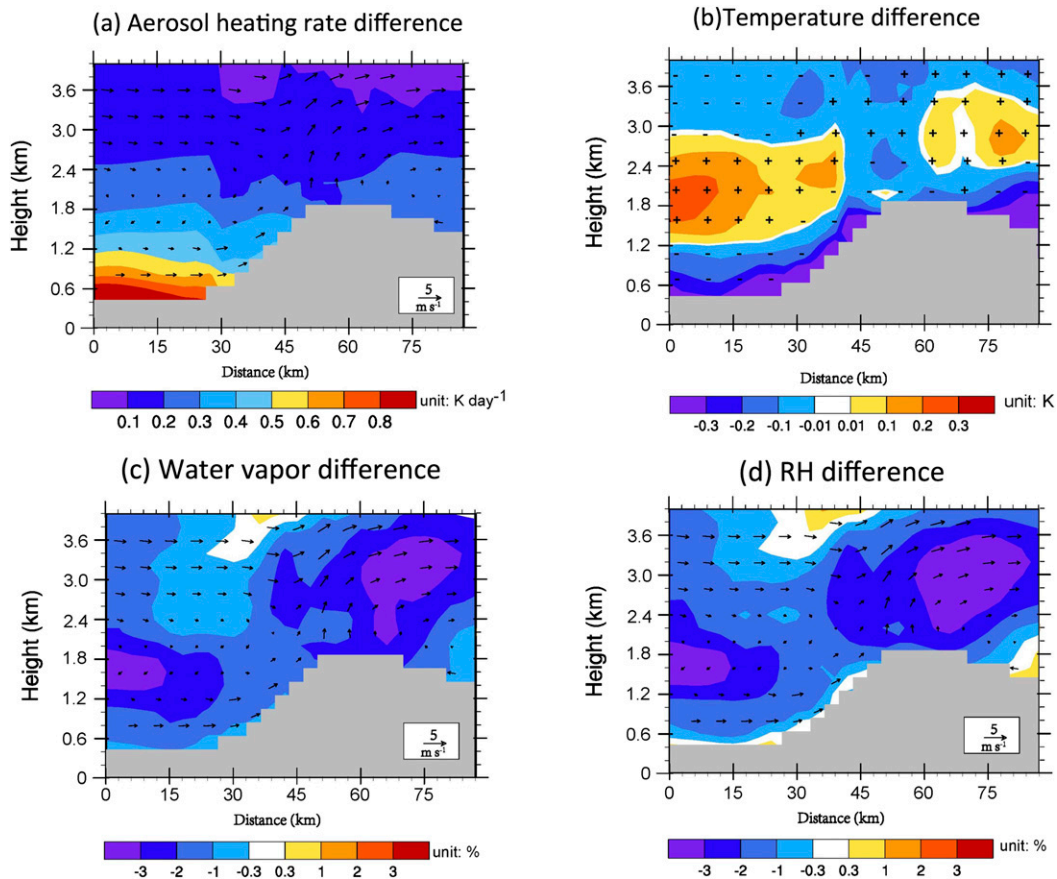 (a) Aerosol heating rate difference
Height (km)
3.6
3.0
2.4
1.8
1.2
0.6
0
5
m s-1
0 15 30 45 60 75
Distance (km)
0.1 0.2 0.3 0.4 0.5 0.6 0.7 0.8
unit: K day-1
(b)Temperature difference
Height (km)
3.6
3.0
2.4
1.8
1.2
0.6
0
0 15 30 45 60 75
Distance (km)
-0.3 -0.2 -0.1 -0.01 0.01 0.1 0.2 0.3
unit: K
(c) Water vapor difference
Height (km)
3.6
3.0
2.4
1.8
1.2
0.6
0
5
m s-1
0 15 30 45 60 75
Distance (km)
-3 -2 -1 -0.3 0.3 1 2 3
unit: %
(d) RH difference
Height (km)
3.6
3.0
2.4
1.8
1.2
0.6
0
5
m s-1
0 15 30 45 60 75
Distance (km)
-3 -2 -1 -0.3 0.3 1 2 3
unit: %